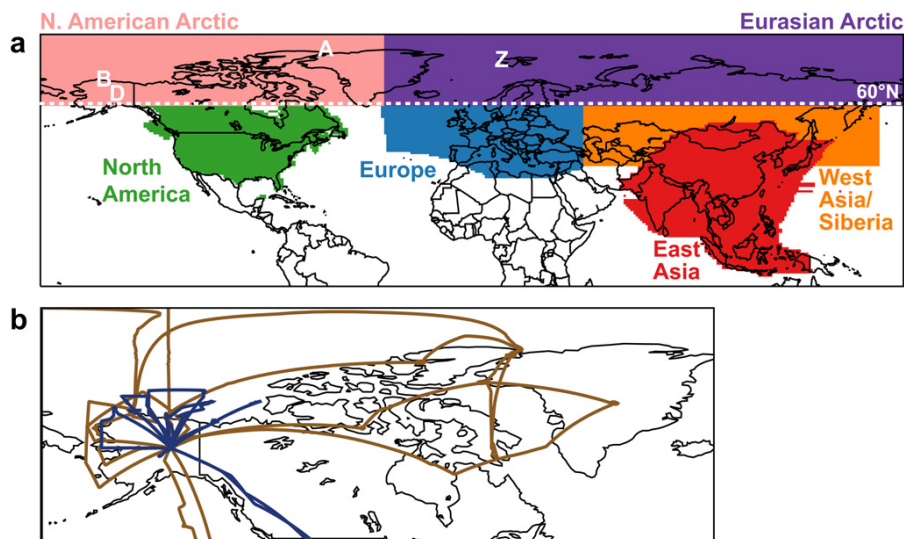 N. American Arctic
Eurasian Arctic
a
A
Z
B
D
60°N
North
America
Europe
West
Asia/
Siberia
East
Asia
b